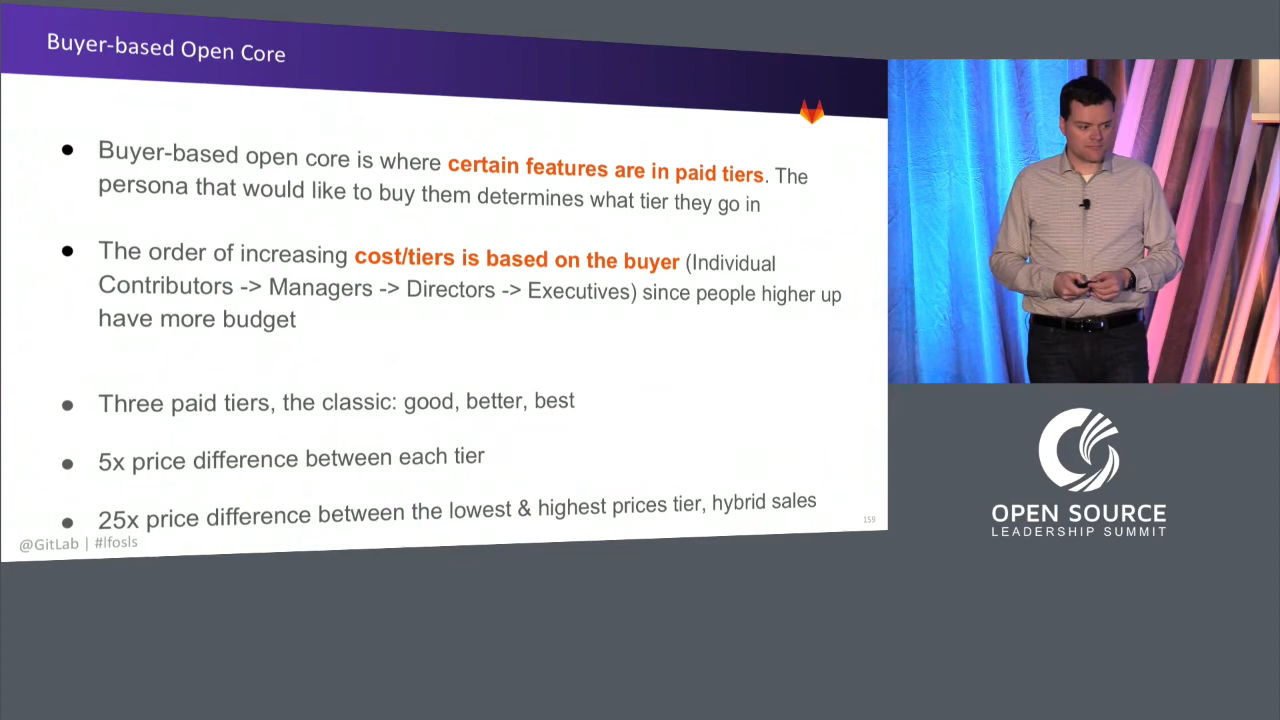 Buyer-based Open Core
● Buyer-based open core is where certain features are in paid tiers. The
persona that would like to buy them determines what tier they go in
● The order of increasing cost/tiers is based on the buyer (Individual
Contributors -> Managers -> Directors -> Executives) since people higher up
have more budget
● Three paid tiers, the classic: good, better, best
● 5x price difference between each tier
● 25x price difference between the lowest & highest prices tier, hybrid sales
159
@GitLab | #lfosls
OPEN SOURCE
LEADERSHIP SUMMIT